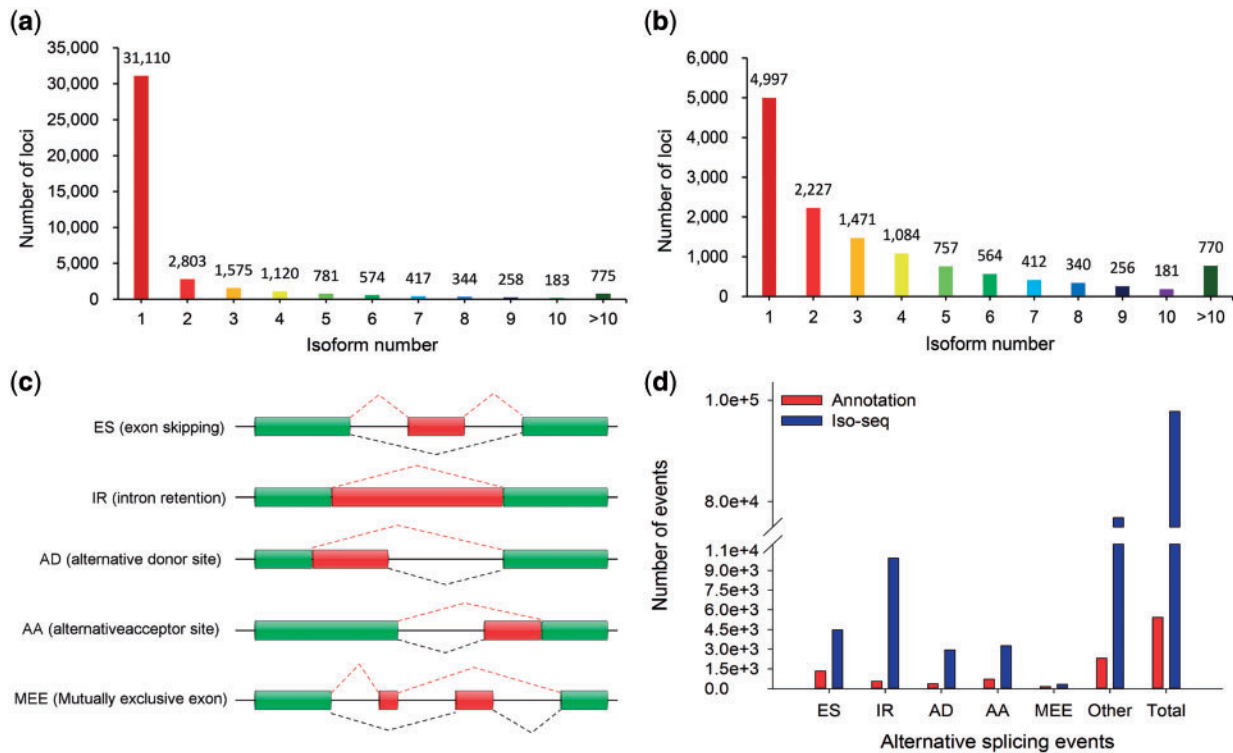 (a)
35,000
30,000
25,000
20,000
15,000
10,000
5,000
0
Number of loci
31,110
2,803
1,575
1,120
781
574
417
344
258
183
775
1 2 3 4 5 6 7 8 9 10 >10
Isoform number
(b)
6,000
5,000
4,000
3,000
2,000
1,000
0
Number of loci
4,997
2,227
1,471
1,084
757
564
412
340
256
181
770
1 2 3 4 5 6 7 8 9 10 >10
Isoform number
(c)
ES (exon skipping)
IR (intron retention)
AD (alternative donor site)
AA (alternativeacceptor site)
MEE (Mutually exclusive exon)
(d)
Annotation
Iso-seq
1.0e+5
8.0e+4
1.1e+4
9.0e+3
7.5e+3
6.0e+3
4.5e+3
3.0e+3
1.5e+3
0.0
Number of events
ES IR AD AA MEE Other Total
Alternative splicing events